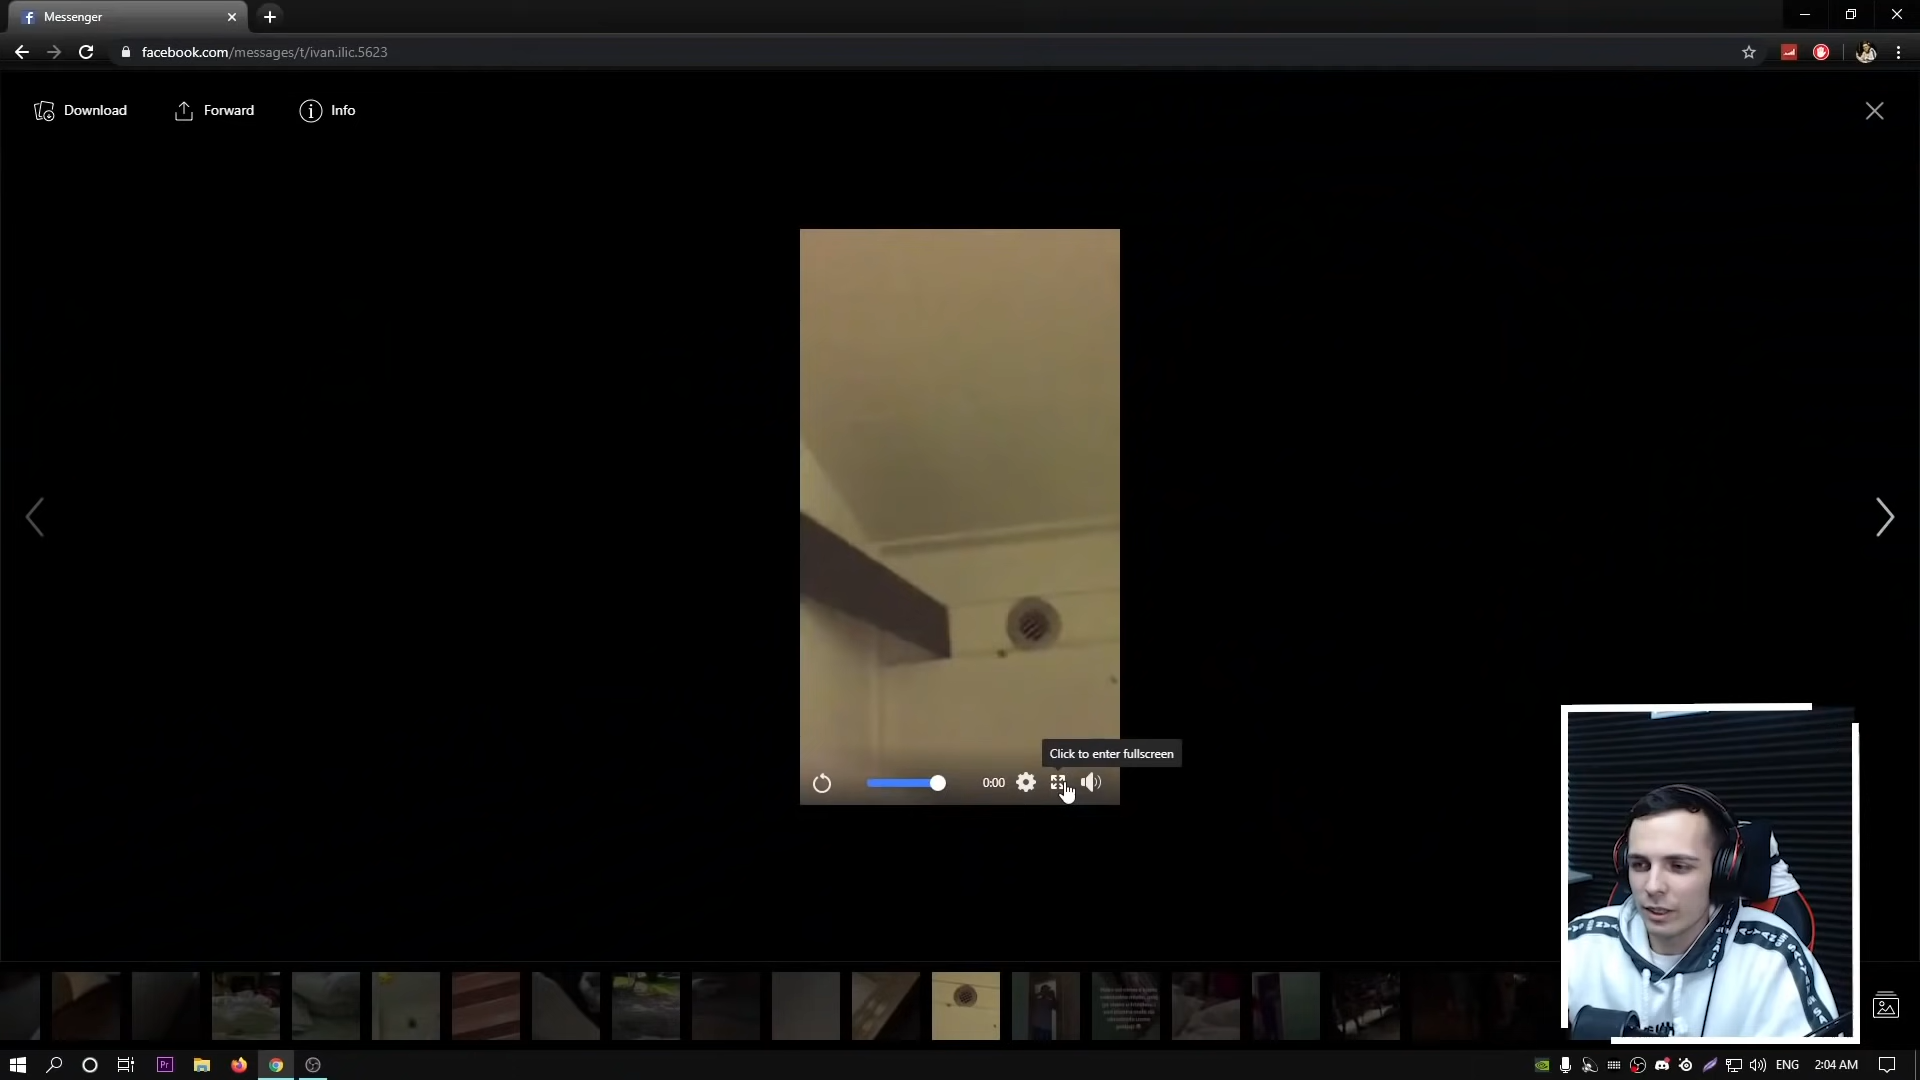 Messenger
facebook.com/messages/t/ivan.ilic.5623
Download
Forward
Info
Click to enter fullscreen
0:00
Pr
ENG
2:04 AM